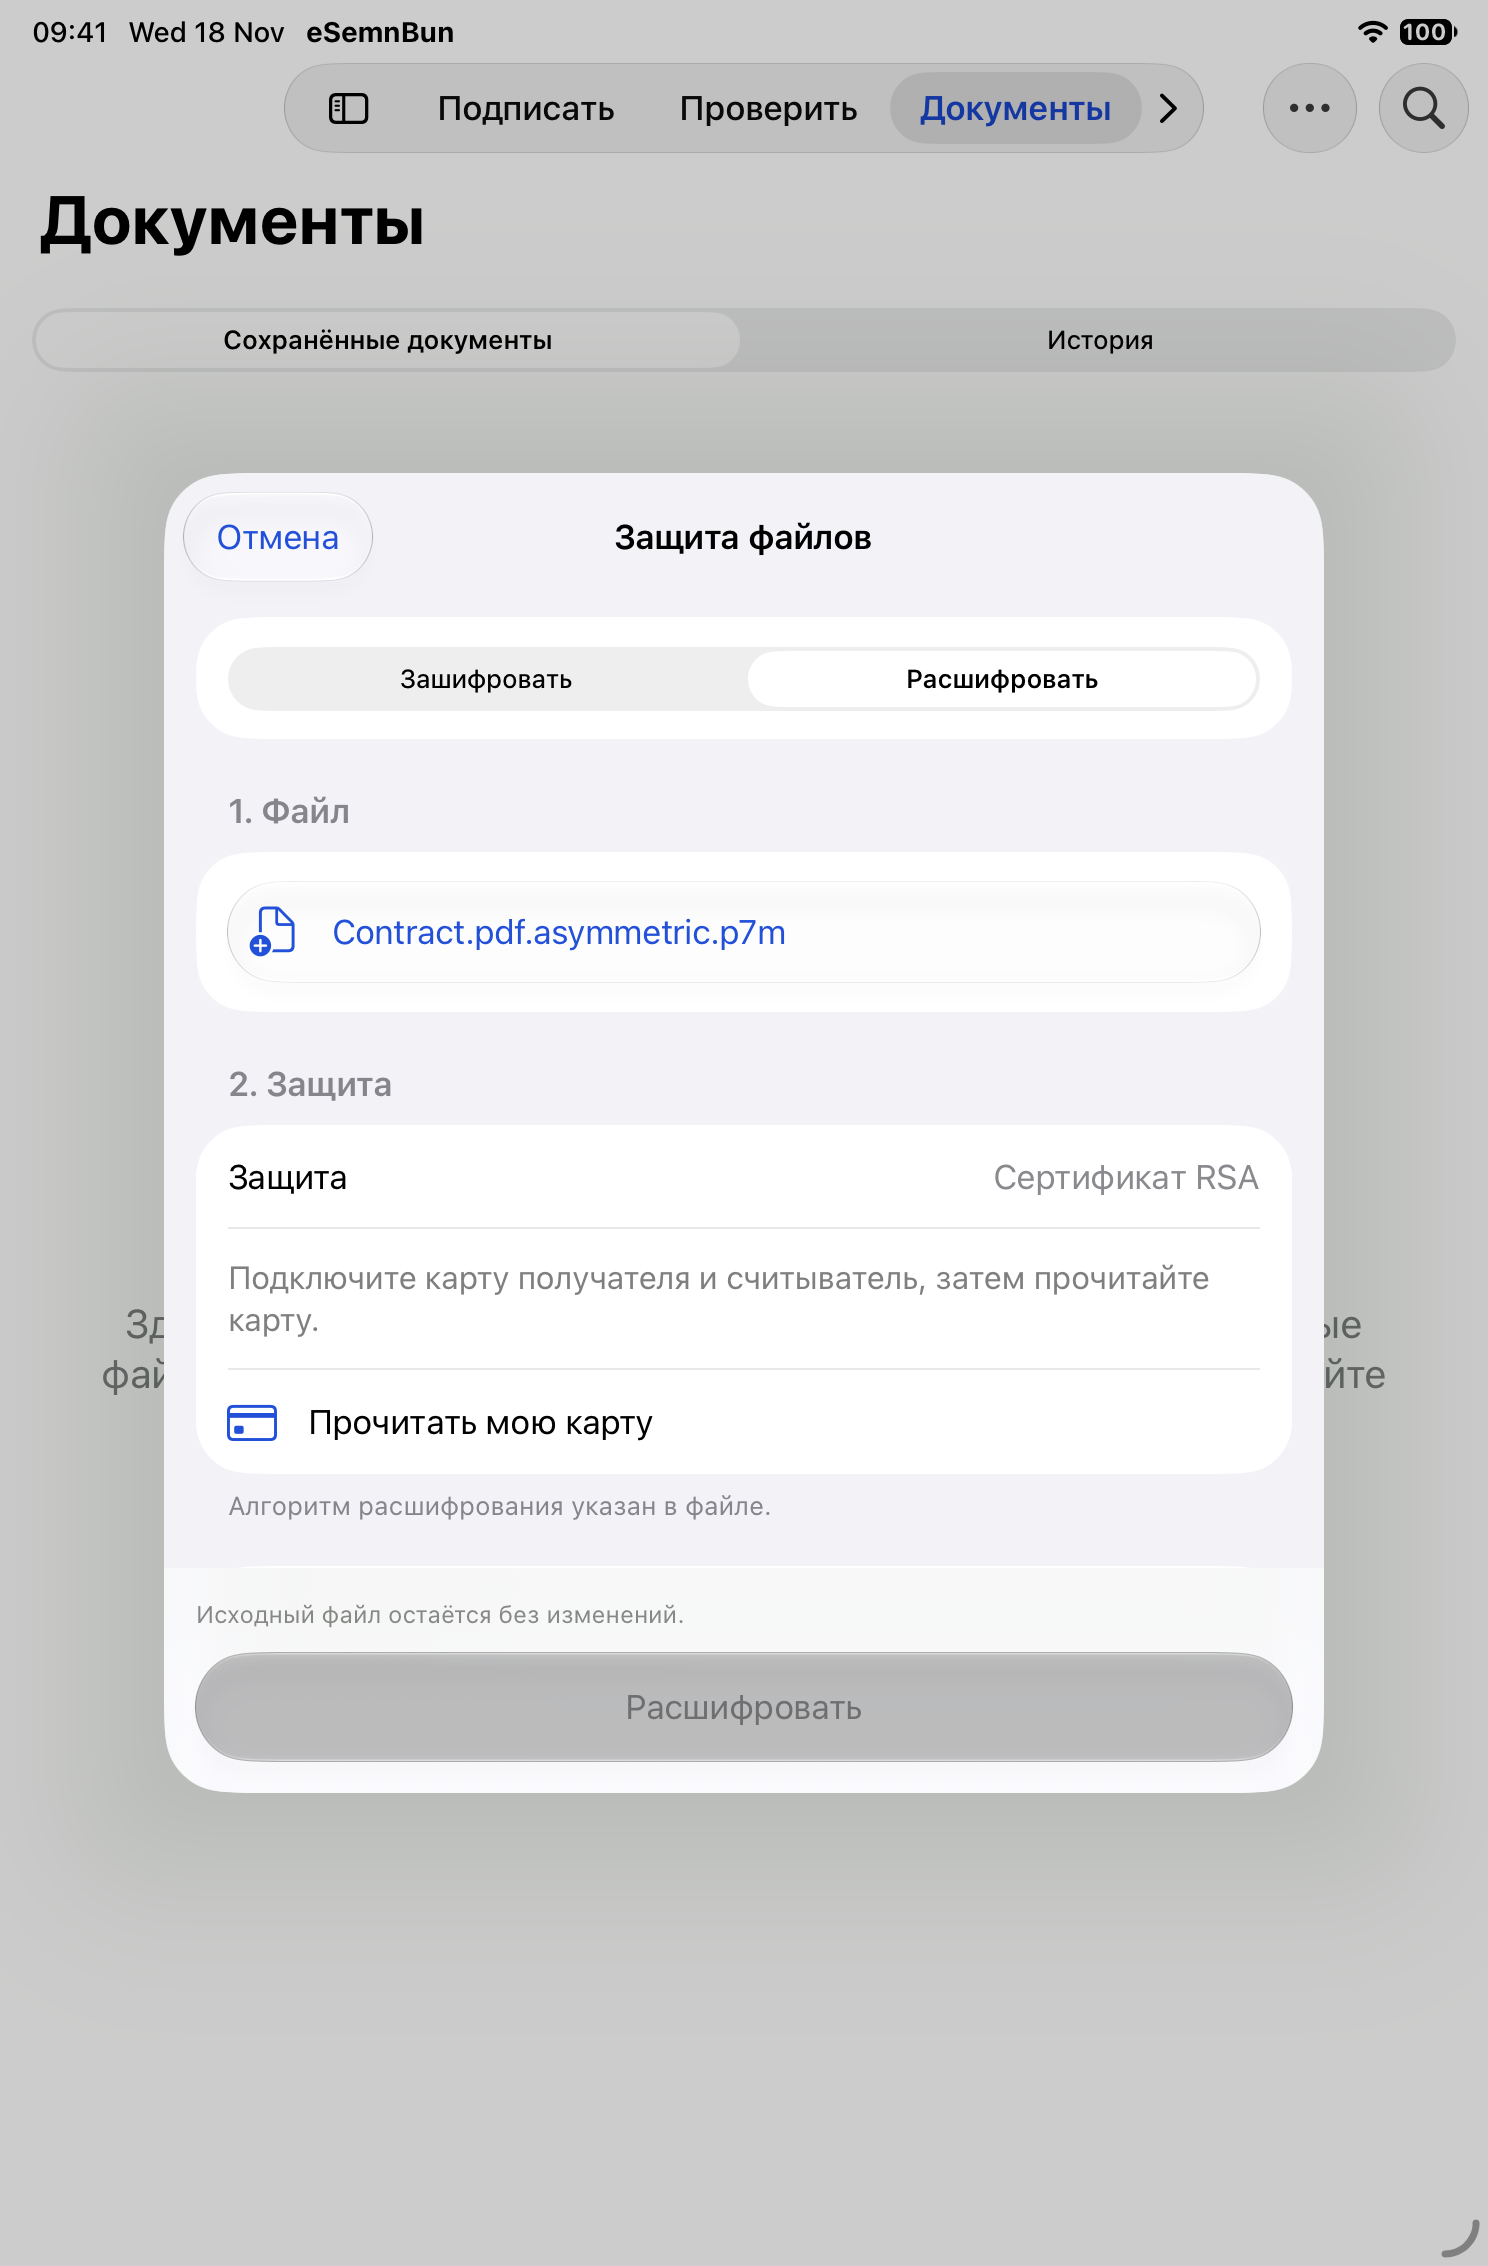 09:41 Wed 18 Nov eSemnBun 100
Подписать Проверить Документы
Документы
Сохранённые документы История
Отмена Защита файлов
Зашифровать Расшифровать
1. Файл
Contract.pdf.asymmetric.p7m
2. Защита
Защита Сертификат RSA
Подключите карту получателя и считыватель, затем прочитайте
карту.
Прочитать мою карту
Алгоритм расшифрования указан в файле.
Исходный файл остаётся без изменений.
Расшифровать